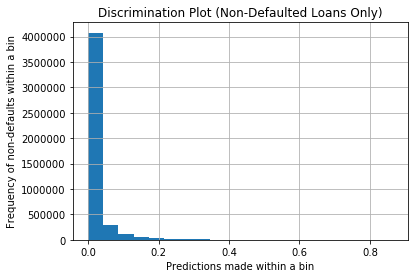 Discrimination Plot (Non-Defaulted Loans Only)
Frequency of non-defaults within a bin
4000000
3500000
3000000
2500000
2000000
1500000
1000000
500000
0
0.0 0.2 0.4 0.6 0.8
Predictions made within a bin